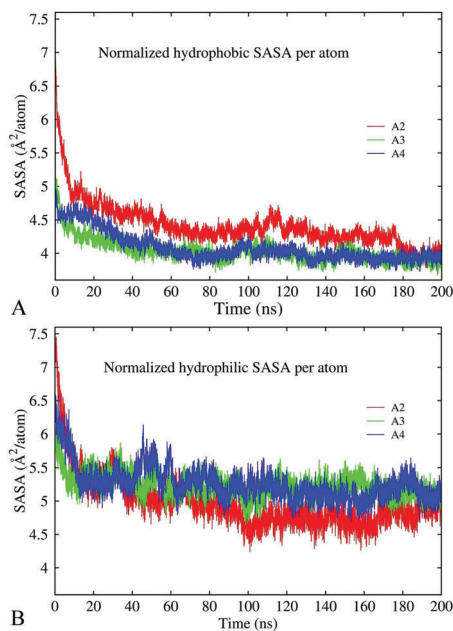 7.5
7
6.5
6
5.5
5
4.5
4
SASA (Å²/atom)
Normalized hydrophobic SASA per atom
A2
A3
A4
0 20 40 60 80 100 120 140 160 180 200
Time (ns)
A
7.5
7
6.5
6
5.5
5
4.5
4
SASA (Å²/atom)
Normalized hydrophilic SASA per atom
A2
A3
A4
0 20 40 60 80 100 120 140 160 180 200
Time (ns)
B